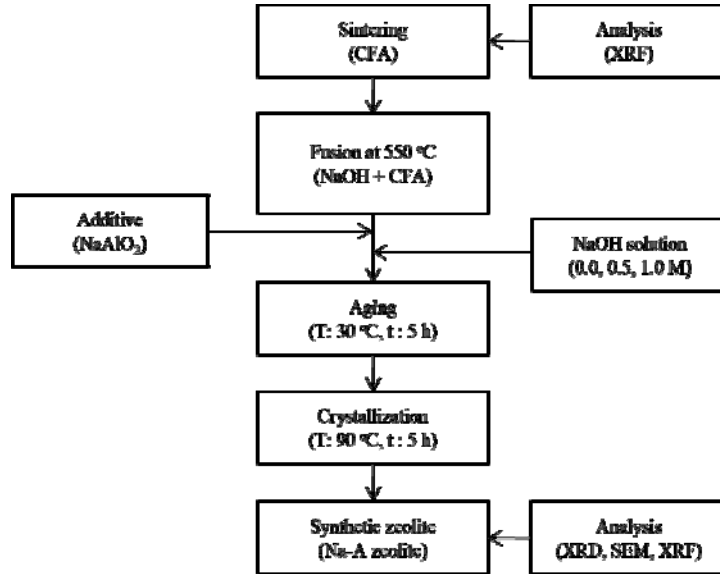 Sintering
(CFA)
Analysis
(XRF)
Fusion at 550 °C
(NaOH + CFA)
Additive
(NaAlO₂)
NaOH solution
(0.0, 0.5, 1.0 M)
Aging
(T: 30 °C, t : 5 h)
Crystallization
(T: 90 °C, t : 5 h)
Synthetic zeolite
(Na-A zeolite)
Analysis
(XRD, SEM, XRF)